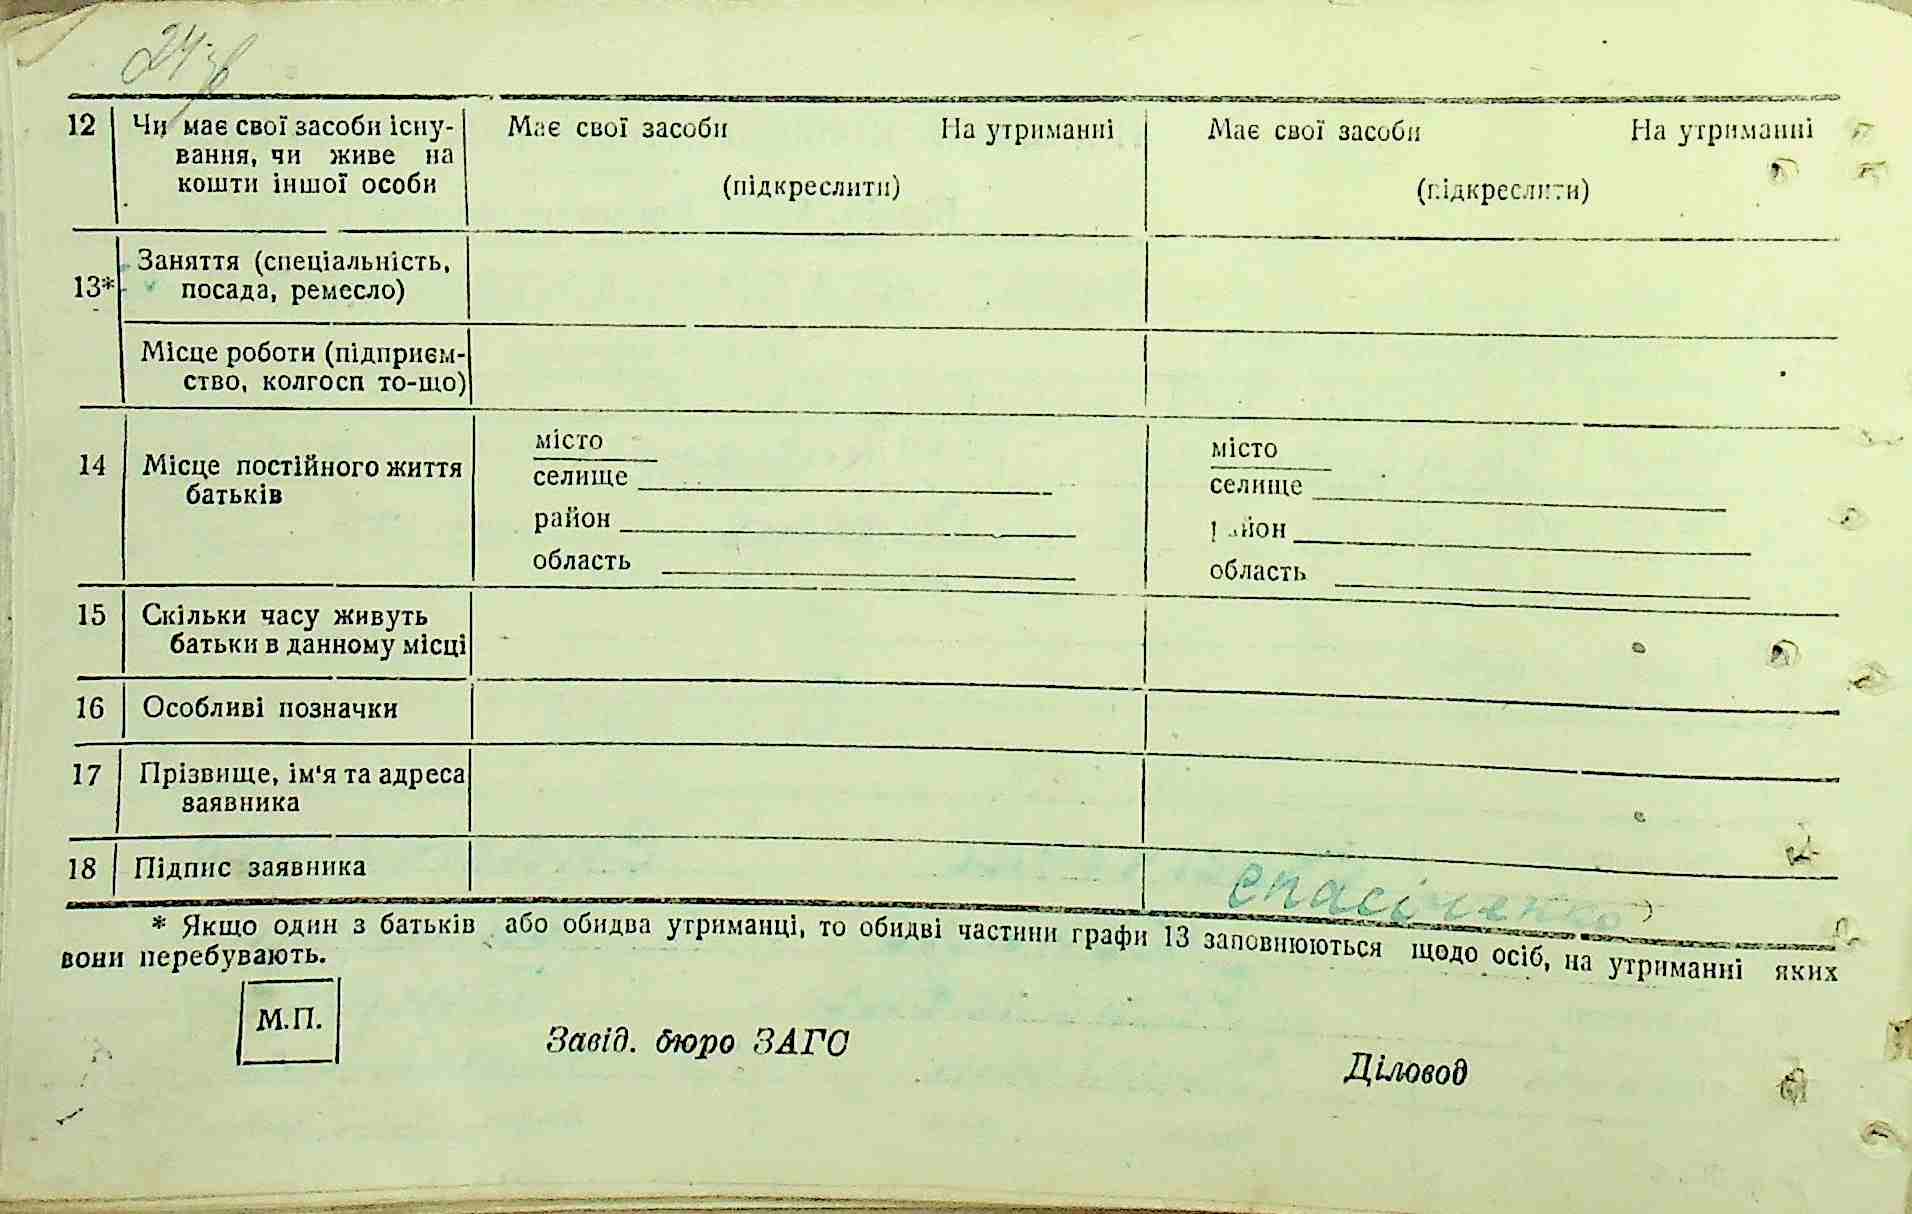 24 зв
12 Чи має свої засоби існу- Має свої засоби На утриманні Має свої засоби На утриманні
вання, чи живе на
кошти іншої особи (підкреслити) (підкреслити)
Заняття (спеціальність,
13* посада, ремесло)
Місце роботи (підприєм-
ство, колгосп то-що)
місто місто
14 Місце постійного життя селище селище
батьків
район район
область область
15 Скільки часу живуть
батьки в данному місці
16 Особливі позначки
17 Прізвище, ім'я та адреса
заявника
18 Підпис заявника спасіченко
* Якщо один з батьків або обидва утриманці, то обидві частини графи 13 заповнюються щодо осіб, на утриманні яких
вони перебувають.
М.П.
Завід. бюро ЗАГС
Діловод